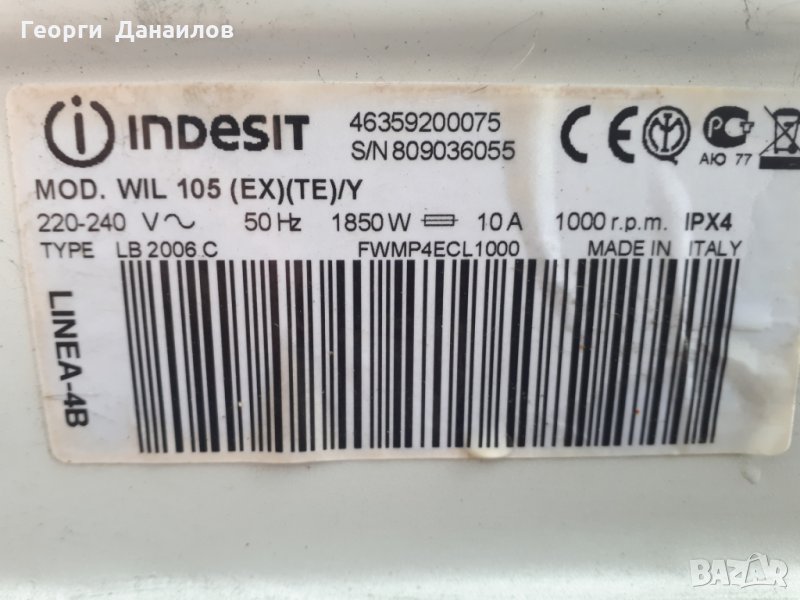 Георги Данаилов
INDESIT 46359200075
S/N 809036055
MOD. WIL 105 (EX)(TE)/Y
АЮ 77
220-240 V 50 Hz 1850 W 10 A 1000 r.p.m. IPX4
TYPE LB 2006 C FWMP4ECL1000 MADE IN ITALY
LINEA-4B
BAZAR